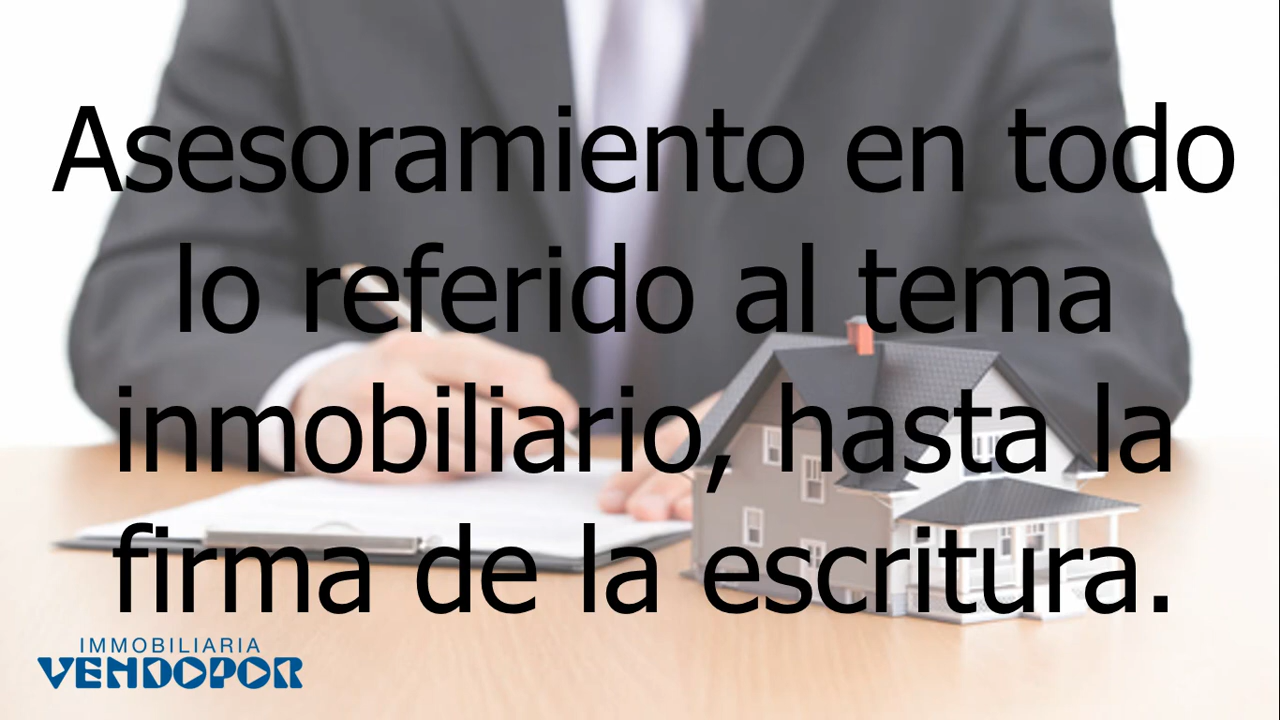 Asesoramiento en todo
lo referido al tema
inmobiliario, hasta la
firma de la escritura.
IMMOBILIARIA
VENDOPOR